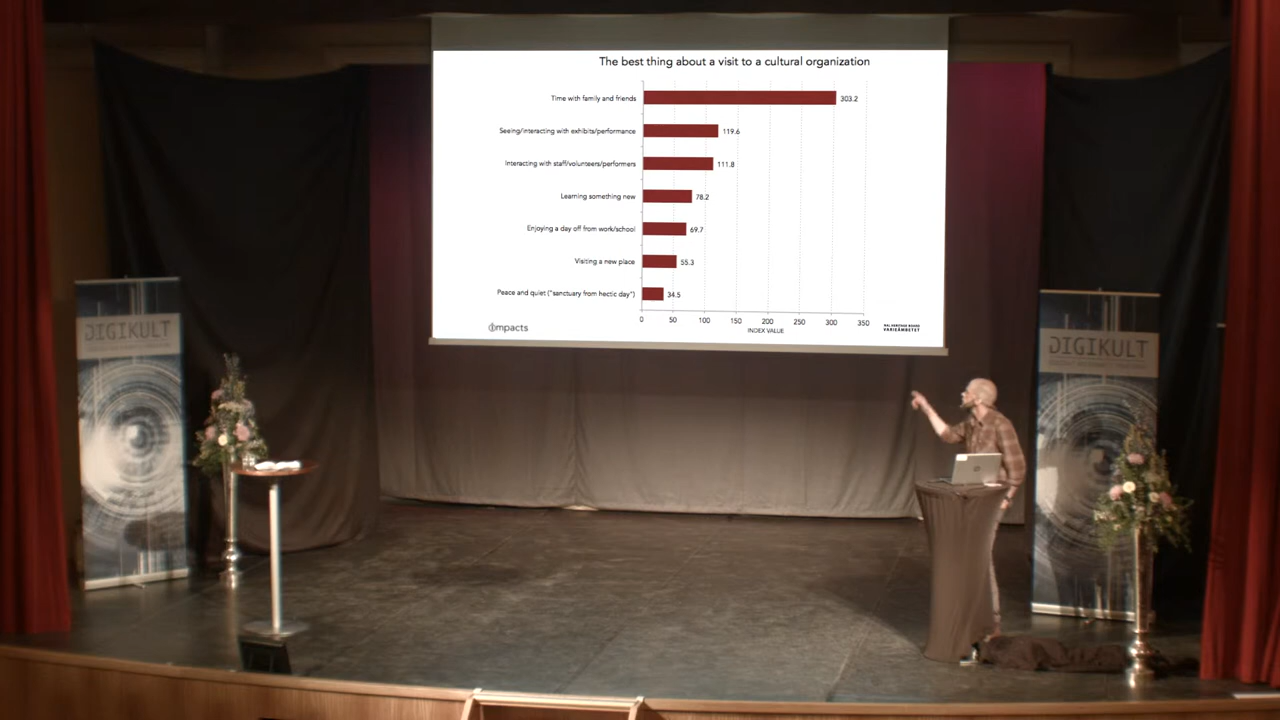 The best thing about a visit to a cultural organization
Time with family and friends
303.2
Seeing/interacting with exhibits/performance
119.6
Interacting with staff/volunteers/performers
111.8
Learning something new
78.2
Enjoying a day off from work/school
69.7
Visiting a new place
55.3
Peace and quiet ("sanctuary from hectic day")
34.5
0 50 100 150 200 250 300 350
INDEX VALUE
impacts
RIKSANTIKVARIEÄMBETET
DIGIKULT
DIGIKULT